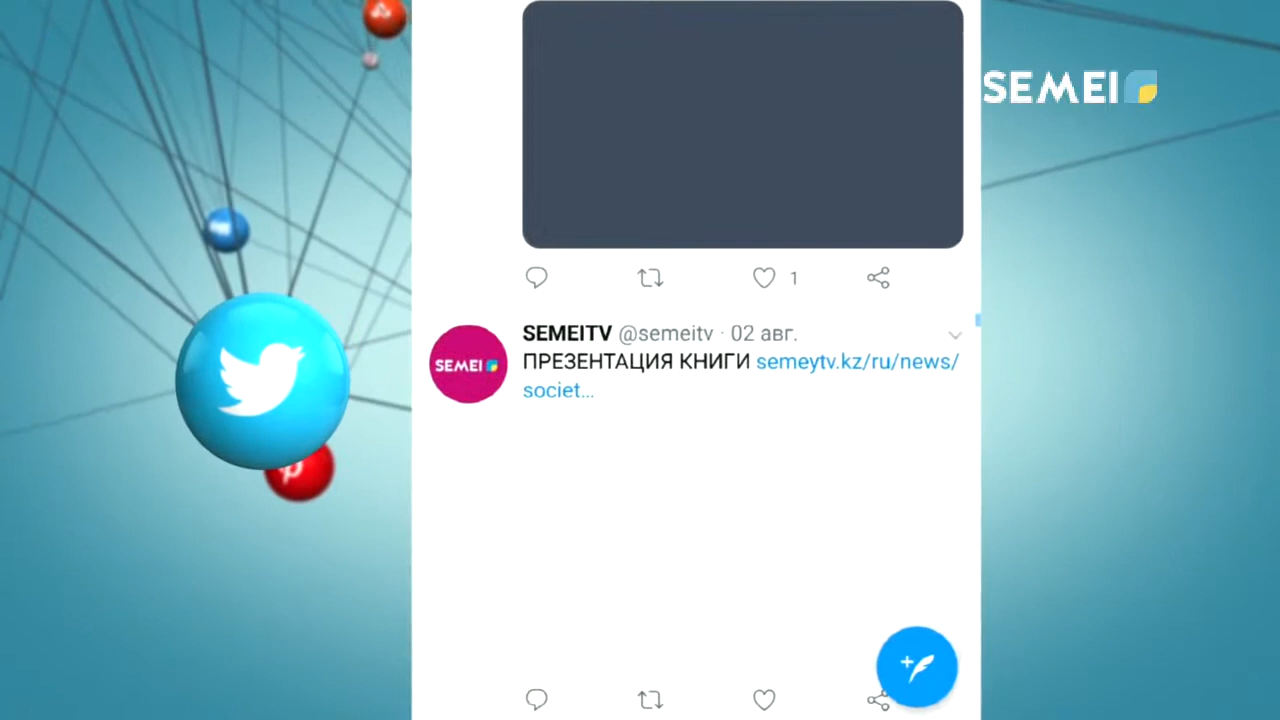 SEMEI
1
SEMEITV @semeitv · 02 авг.
SEMEI
ПРЕЗЕНТАЦИЯ КНИГИ semeytv.kz/ru/news/
societ...